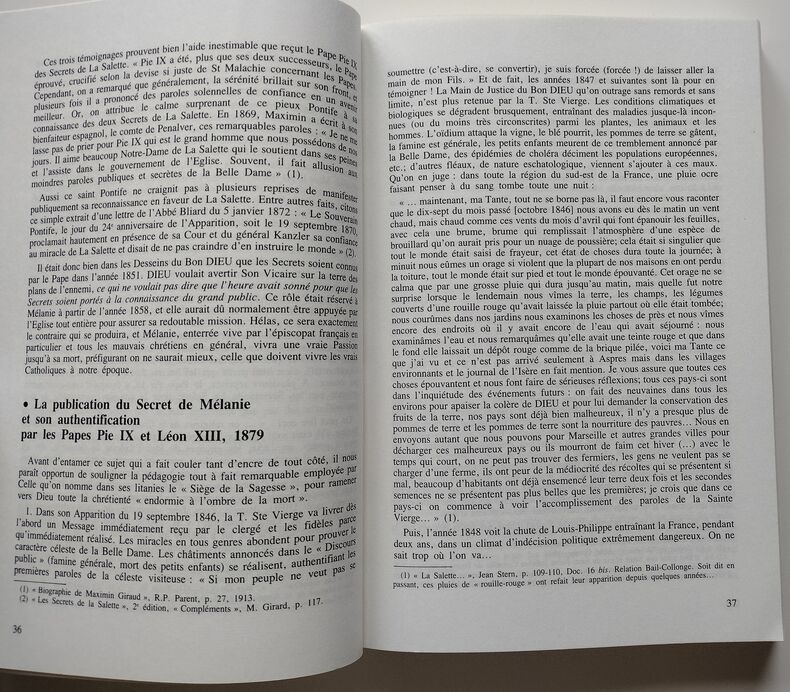 Ces trois témoignages prouvent bien l'aide inestimable que reçut le Pape Pie IX
des Secrets de La Salette. « Pie IX a été, plus que ses deux successeurs, le Pape
éprouvé, crucifié selon la devise si juste de St Malachie concernant les Papes.
Cependant, on a remarqué que généralement, la sérénité brillait sur son front, et
plusieurs fois il a prononcé des paroles solennelles de confiance en un avenir
meilleur. Or, on attribue le calme surprenant de ce pieux Pontife à sa
connaissance des deux Secrets de La Salette. En 1869, Maximin a écrit à son
bienfaiteur espagnol, le comte de Penalver, ces remarquables paroles : « Je ne me
lasse pas de prier pour Pie IX qui est le grand homme que nous possédons de nos
jours. Il aime beaucoup Notre-Dame de La Salette qui le soutient dans ses peines
et l'assiste dans le gouvernement de l'Eglise. Souvent, il fait allusion aux
moindres paroles publiques et secrètes de la Belle Dame » (1).
Aussi ce saint Pontife ne craignit pas à plusieurs reprises de manifester
publiquement sa reconnaissance en faveur de La Salette. Entre autres faits, citons
ce simple extrait d'une lettre de l'Abbé Bliard du 5 janvier 1872 : « Le Souverain
Pontife, le jour du 24e anniversaire de l'Apparition, soit le 19 septembre 1870,
proclamait hautement en présence de sa Cour et du général Kanzler sa confiance
au miracle de La Salette et disait de ne pas craindre d'en instruire le monde » (2).
Il était donc bien dans les Desseins du Bon DIEU que les Secrets soient connus
par le Pape dans l'année 1851. DIEU voulait avertir Son Vicaire sur la terre des
plans de l'ennemi, ce qui ne voulait pas dire que l'heure avait sonné pour que les
Secrets soient portés à la connaissance du grand public. Ce rôle était réservé à
Mélanie à partir de l'année 1858, et elle aurait dû normalement être appuyée par
l'Eglise tout entière pour assurer sa redoutable mission. Hélas, ce sera exactement
le contraire qui se produira, et Mélanie, enterrée vive par l'épiscopat français en
particulier et tous les mauvais chrétiens en général, vivra une vraie Passion
jusqu'à sa mort, préfigurant on ne saurait mieux, celle que doivent vivre les vrais
Catholiques à notre époque.
• La publication du Secret de Mélanie
et son authentification
par les Papes Pie IX et Léon XIII, 1879
Avant d'entamer ce sujet qui a fait couler tant d'encre de tout côté, il nous
paraît opportun de souligner la pédagogie tout à fait remarquable employée par
Celle qu'on nomme dans ses litanies le « Siège de la Sagesse », pour ramener
vers Dieu toute la chrétienté « endormie à l'ombre de la mort ».
1. Dans son Apparition du 19 septembre 1846, la T. Ste Vierge va livrer dès
l'abord un Message immédiatement reçu par le clergé et les fidèles parce
qu'immédiatement réalisé. Les miracles en tous genres abondent pour prouver le
caractère céleste de la Belle Dame. Les châtiments annoncés dans le « Discours
public » (famine générale, mort des petits enfants) se réalisent, authentifiant les
premières paroles de la céleste visiteuse : « Si mon peuple ne veut pas se
(1) « Biographie de Maximin Giraud », R.P. Parent, p. 27, 1913.
(2) « Les Secrets de la Salette », 2e édition, « Compléments », M. Girard, p. 117.
36
soumettre (c'est-à-dire, se convertir), je suis forcée (forcée !) de laisser aller la
main de mon Fils. » Et de fait, les années 1847 et suivantes sont là pour en
témoigner ! La Main de Justice du Bon DIEU qu'on outrage sans remords et sans
limite, n'est plus retenue par la T. Ste Vierge. Les conditions climatiques et
biologiques se dégradent brusquement, entraînant des maladies jusque-là incon-
nues (ou du moins très circonscrites) parmi les plantes, les animaux et les
hommes. L'oïdium attaque la vigne, le blé pourrit, les pommes de terre se gâtent,
la famine est générale, les petits enfants meurent de ce tremblement annoncé par
la Belle Dame, des épidémies de choléra déciment les populations européennes,
etc.; d'autres fléaux, de nature eschatologique, viennent s'ajouter à ces maux.
Qu'on en juge : dans toute la région du sud-est de la France, une pluie ocre
faisant penser à du sang tombe toute une nuit :
« … maintenant, ma Tante, tout ne se borne pas là, il faut encore vous raconter
que le dix-sept du mois passé [octobre 1846] nous avons eu dès le matin un vent
chaud, mais chaud comme ces vents du mois d'avril qui font épanouir les feuilles,
avec cela une brume, brume qui remplissait l'atmosphère d'une espèce de
brouillard qu'on aurait pris pour un nuage de poussière; cela était si singulier que
tout le monde était saisi de frayeur, cet état de choses dura toute la journée; à
minuit nous eûmes un orage si violent que la plupart de nos maisons en ont perdu
la toiture, tout le monde était sur pied et tout le monde épouvanté. Cet orage ne se
calma que par une grosse pluie qui dura jusqu'au matin, mais quelle fut notre
surprise lorsque le lendemain nous vîmes la terre, les champs, les légumes
couverts d'une rouille rouge qu'avait laissée la pluie partout où elle était tombée;
nous courûmes dans nos jardins nous examinons les choses de près et nous vîmes
encore des endroits où il y avait encore de l'eau qui avait séjourné : nous
examinâmes l'eau et nous remarquâmes qu'elle avait une teinte rouge et que dans
le fond elle laissait un dépôt rouge comme de la brique pilée, voici ma Tante ce
que j'ai vu et ce n'est pas arrivé seulement à Aspres mais dans les villages
environnants et le journal de l'Isère en fait mention. Je vous assure que toutes ces
choses épouvantent et nous font faire de sérieuses réflexions; tous ces pays-ci sont
dans l'inquiétude des événements futurs : on fait des neuvaines dans tous les
environs pour apaiser la colère de DIEU et pour lui demander la conservation des
fruits de la terre, nos pays sont déjà bien malheureux, il n'y a presque plus de
pommes de terre et les pommes de terre sont la nourriture des pauvres… Nous en
envoyons autant que nous pouvons pour Marseille et autres grandes villes pour
décharger ces malheureux pays ou ils mourront de faim cet hiver (…) avec le
temps qui court, on ne peut pas trouver des fermiers, les gens ne veulent pas se
charger d'une ferme, ils ont peur de la médiocrité des récoltes qui se présentent si
mal, beaucoup d'habitants ont déjà ensemencé leur terre deux fois et les secondes
semences ne se présentent pas plus belle que les premières; je crois que dans ce
pays-ci on commence à voir l'accomplissement des paroles de la Sainte
Vierge… » (1).
Puis, l'année 1848 voit la chute de Louis-Philippe entraînant la France, pendant
deux ans, dans un climat d'indécision politique extrêmement dangereux. On ne
sait trop où l'on va…
(1) « La Salette… », Jean Stern, p. 109-110, Doc. 16 bis. Relation Bail-Collonge. Soit dit en
passant, ces pluies de « rouille-rouge » ont refait leur apparition depuis quelques années…
37